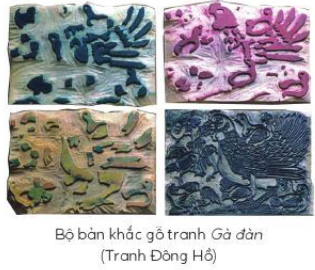 Bộ bản khắc gỗ tranh Gà đàn
(Tranh Đông Hồ)